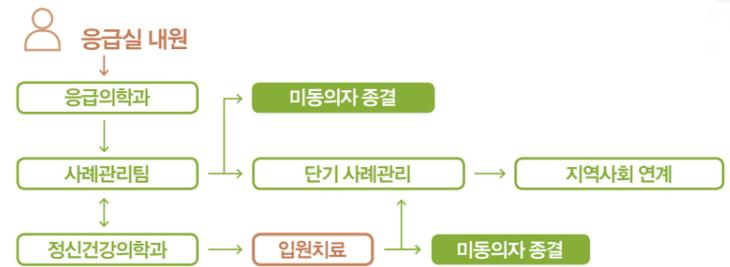 응급실 내원
응급의학과
미동의자 종결
사례관리팀
단기 사례관리
지역사회 연계
정신건강의학과
입원치료
미동의자 종결